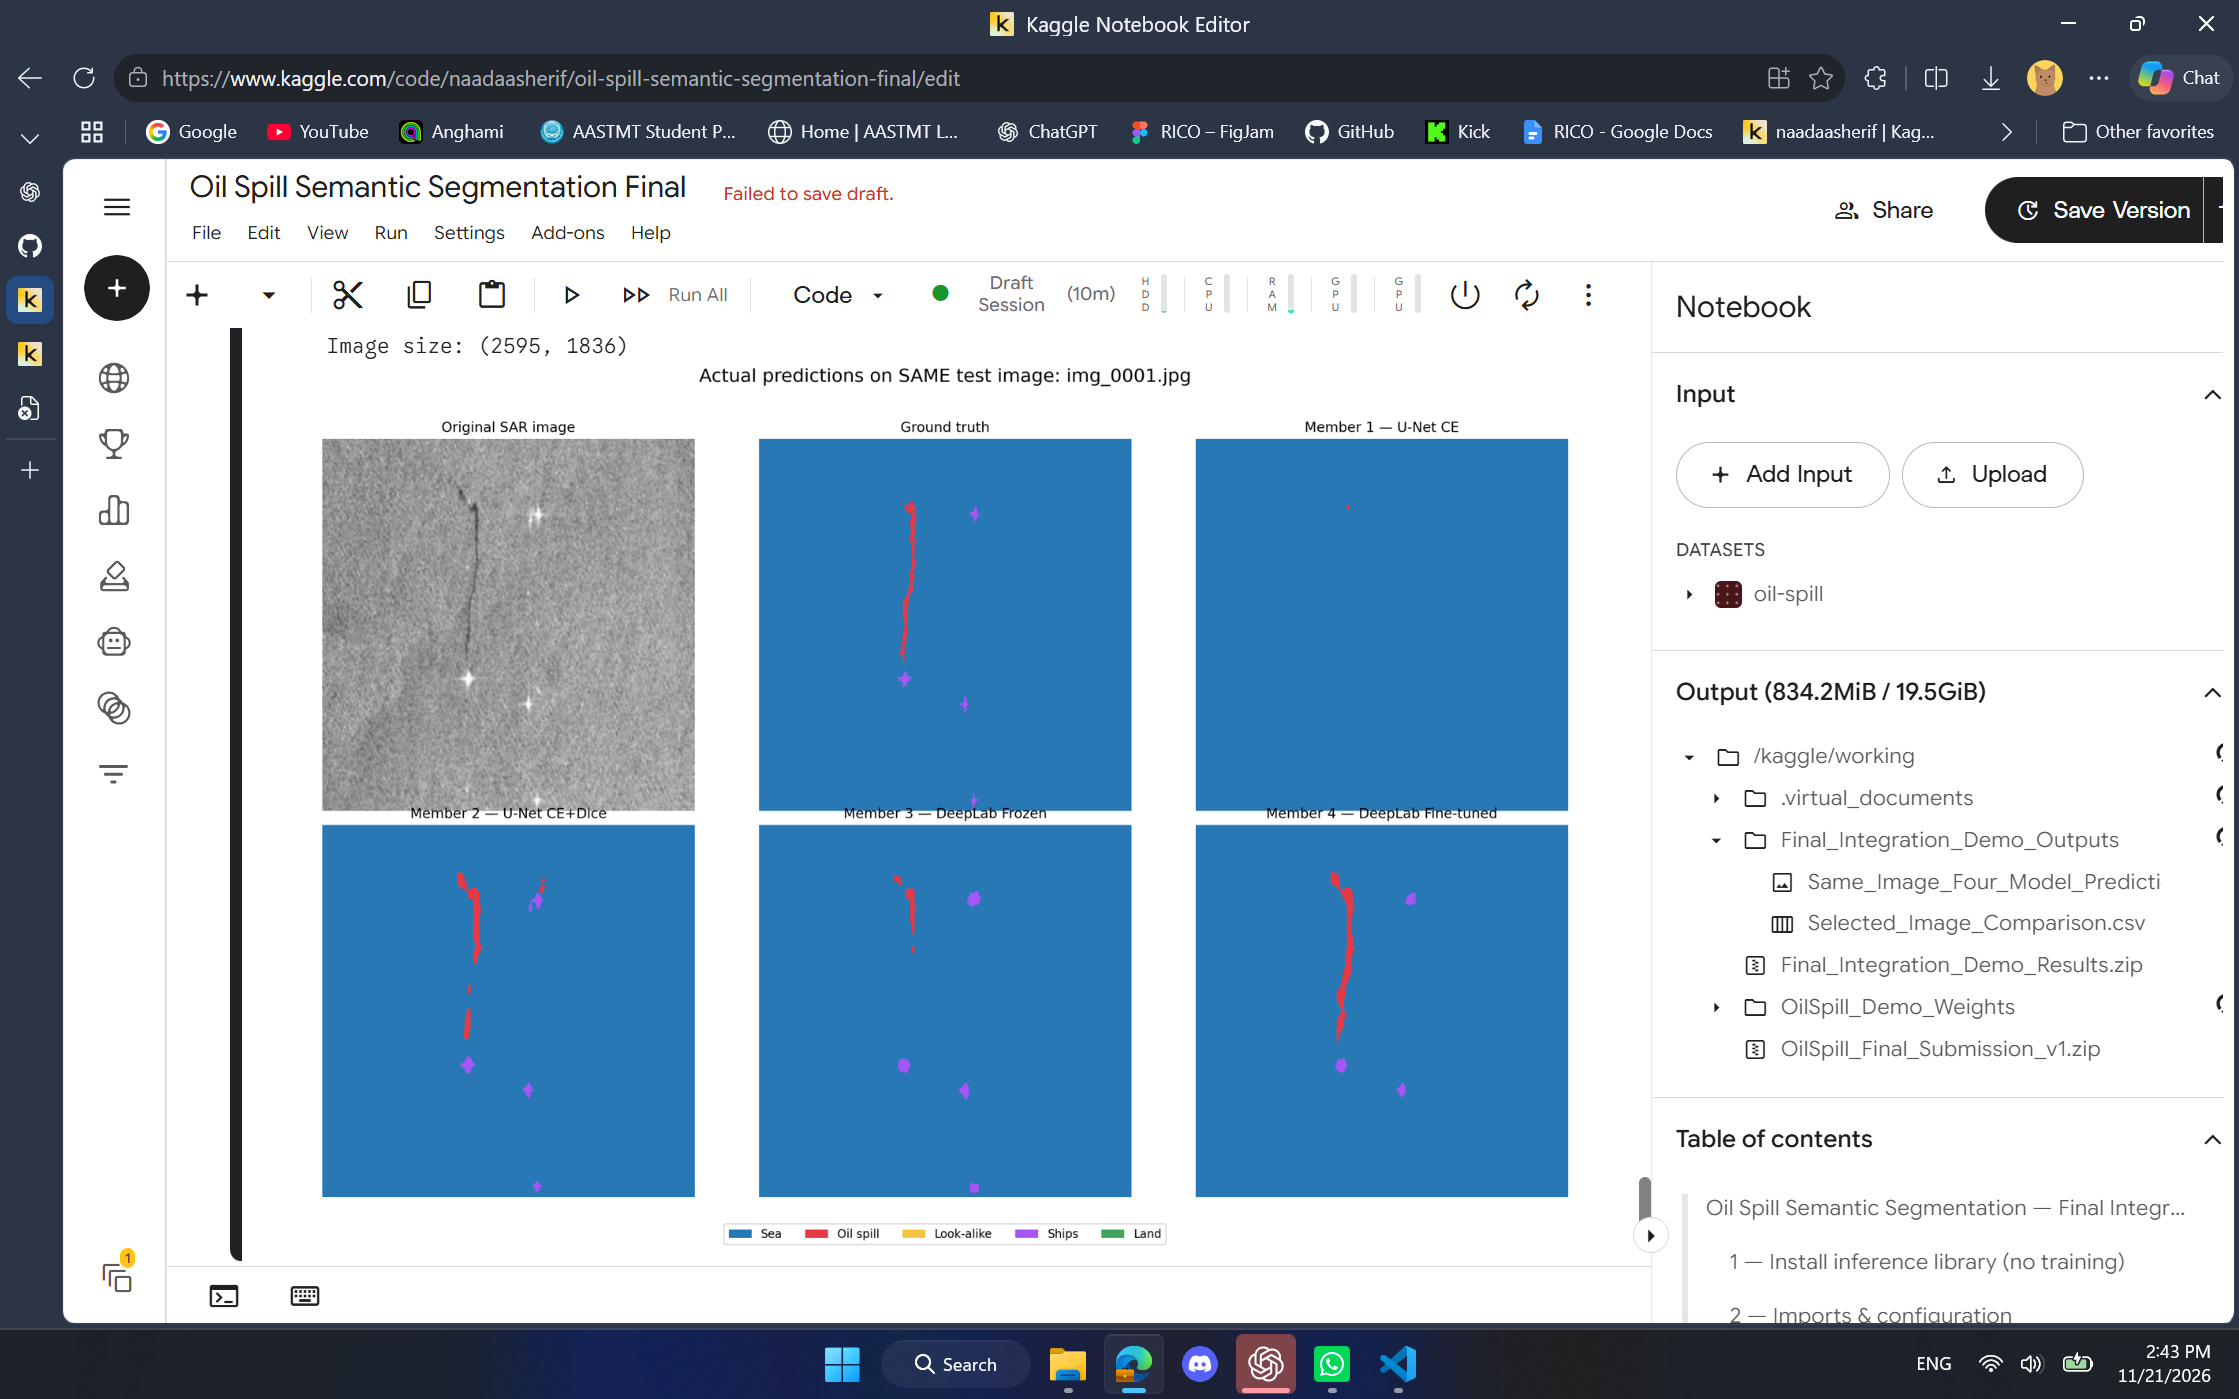 Kaggle Notebook Editor
https://www.kaggle.com/code/naadaasherif/oil-spill-semantic-segmentation-final/edit
Chat
Google
YouTube
Anghami
AASTMT Student P...
Home | AASTMT L...
ChatGPT
RICO – FigJam
GitHub
Kick
RICO - Google Docs
naadaasherif | Kag...
Other favorites
Oil Spill Semantic Segmentation Final
Failed to save draft.
Share
Save Version
File Edit View Run Settings Add-ons Help
Run All
Code
Draft Session (10m)
HDD
CPU
RAM
GPU
GPU
Image size: (2595, 1836)
Actual predictions on SAME test image: img_0001.jpg
Original SAR image
Ground truth
Member 1 — U-Net CE
Member 2 — U-Net CE+Dice
Member 3 — DeepLab Frozen
Member 4 — DeepLab Fine-tuned
Sea
Oil spill
Look-alike
Ships
Land
Notebook
Input
Add Input
Upload
DATASETS
oil-spill
Output (834.2MiB / 19.5GiB)
/kaggle/working
.virtual_documents
Final_Integration_Demo_Outputs
Same_Image_Four_Model_Predicti
Selected_Image_Comparison.csv
Final_Integration_Demo_Results.zip
OilSpill_Demo_Weights
OilSpill_Final_Submission_v1.zip
Table of contents
Oil Spill Semantic Segmentation — Final Integr...
1 — Install inference library (no training)
2 — Imports & configuration
1
Search
ENG
2:43 PM
11/21/2026